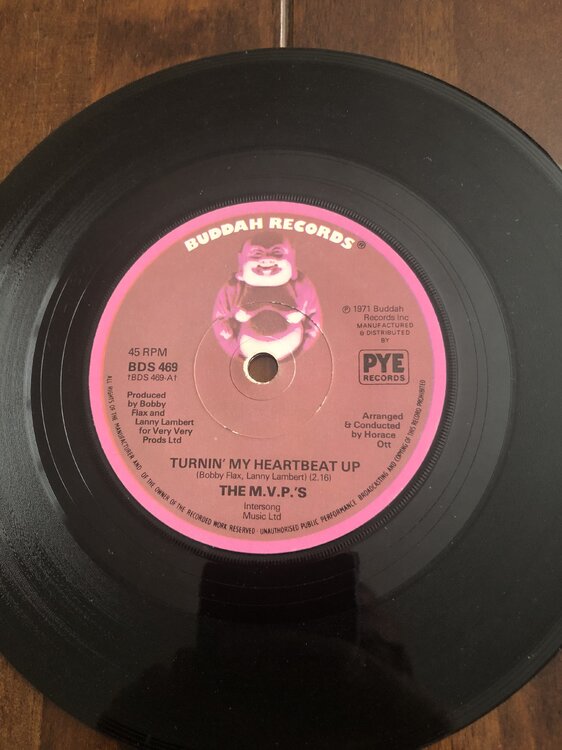 BUDDAH RECORDS®
℗ 1971 Buddah
Records Inc
MANUFACTURED
& DISTRIBUTED
BY
PYE
RECORDS
45 RPM
BDS 469
†BDS 469-A†
Produced
by Bobby
Flax and
Lanny Lambert
for Very Very
Prods Ltd
Arranged
& Conducted
by Horace
Ott
TURNIN' MY HEARTBEAT UP
(Bobby Flax, Lanny Lambert) (2.16)
THE M.V.P.'S
Intersong
Music Ltd
ALL RIGHTS OF THE MANUFACTURER AND OF THE OWNER OF THE RECORDED WORK RESERVED · UNAUTHORISED PUBLIC PERFORMANCE BROADCASTING AND COPYING OF THIS RECORD PROHIBITED